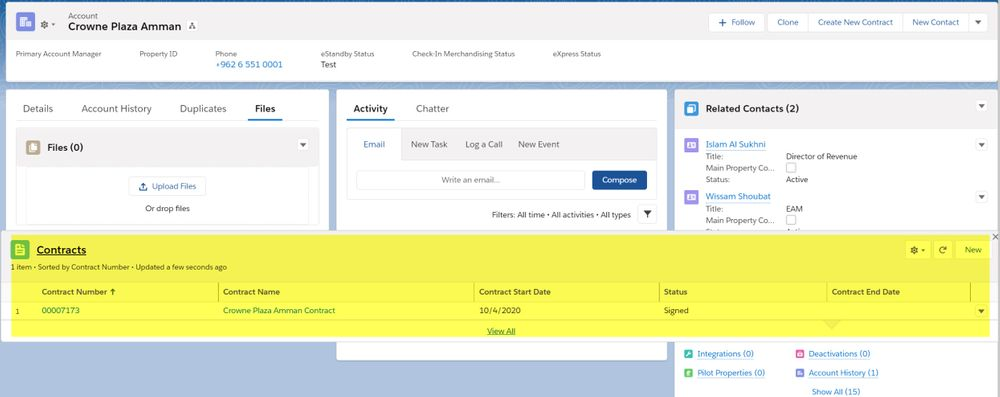 Account
Crowne Plaza Amman
+ Follow
Clone
Create New Contract
New Contact
Primary Account Manager
Property ID
Phone
eStandby Status
Check-In Merchandising Status
eXpress Status
+962 6 551 0001
Test
Details
Account History
Duplicates
Files
Files (0)
Upload Files
Or drop files
Activity
Chatter
Email
New Task
Log a Call
New Event
Write an email...
Compose
Filters: All time • All activities • All types
Related Contacts (2)
Islam Al Sukhni
Title: Director of Revenue
Main Property Co...
Status: Active
Wissam Shoubat
Title: EAM
Main Property Co...
Contracts
New
1 item • Sorted by Contract Number • Updated a few seconds ago
Contract Number ↑
Contract Name
Contract Start Date
Status
Contract End Date
1
00007173
Crowne Plaza Amman Contract
10/4/2020
Signed
View All
Integrations (0)
Deactivations (0)
Pilot Properties (0)
Account History (1)
Show All (15)